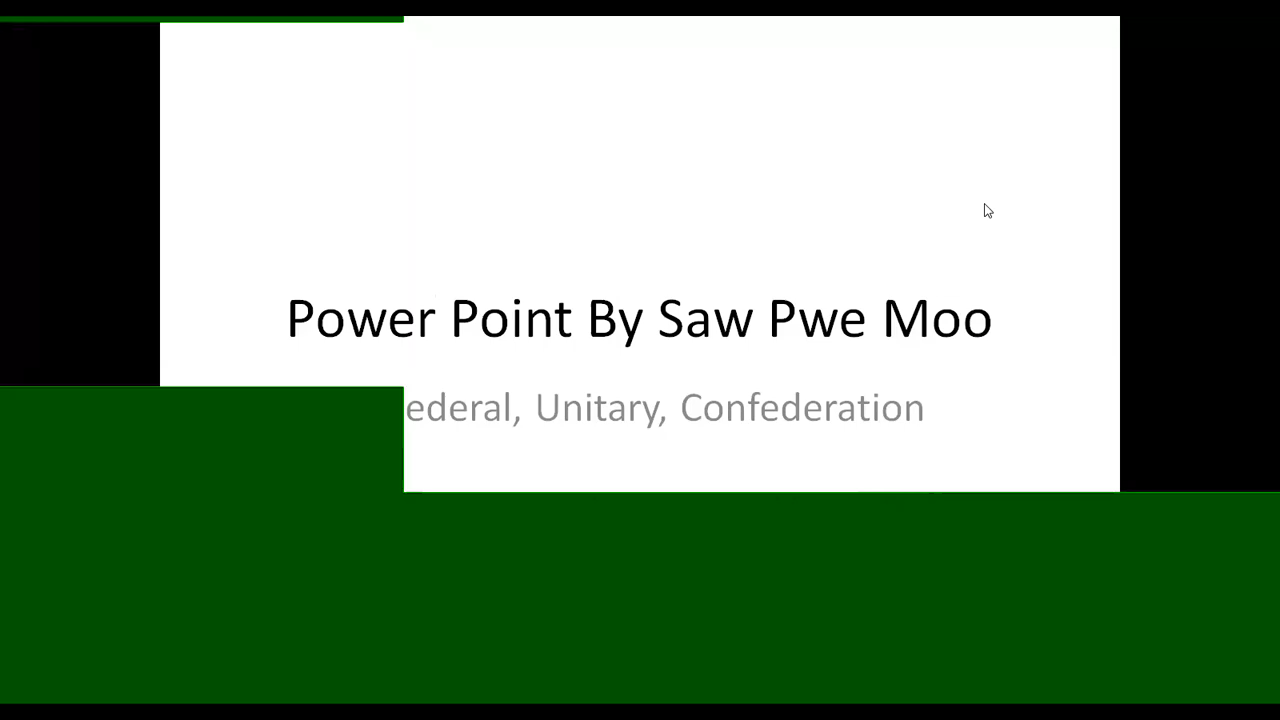 Power Point By Saw Pwe Moo
ederal, Unitary, Confederation